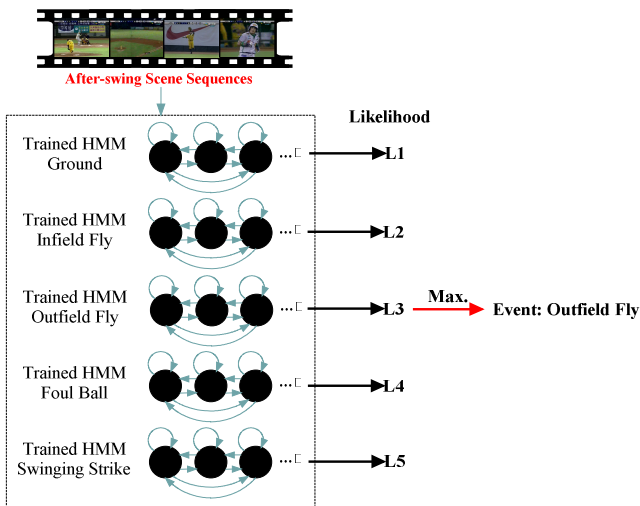 After-swing Scene Sequences
Likelihood
Trained HMM
Ground
...
L1
Trained HMM
Infield Fly
...
L2
Trained HMM
Outfield Fly
...
L3
Max.
Event: Outfield Fly
Trained HMM
Foul Ball
...
L4
Trained HMM
Swinging Strike
...
L5